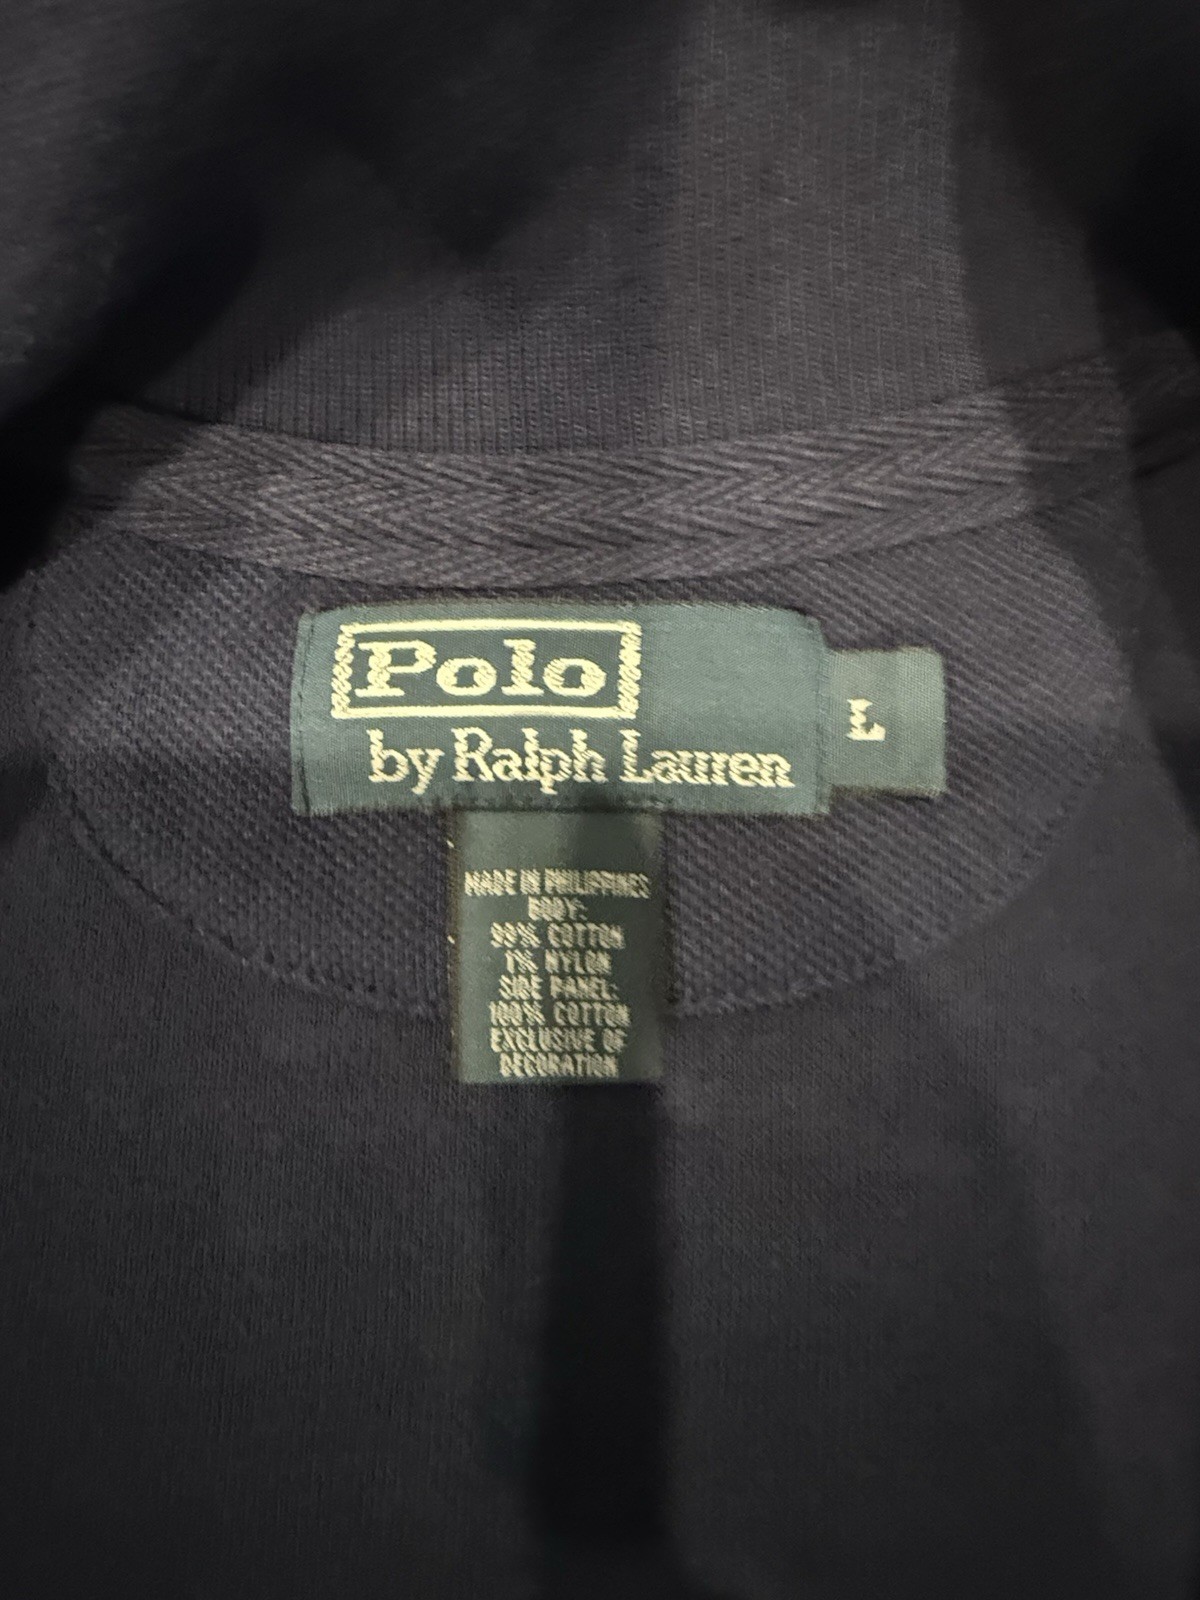 Polo
by Ralph Lauren
L
MADE IN PHILIPPINES
BODY:
99% COTTON
1% NYLON
SIDE PANEL:
100% COTTON
EXCLUSIVE OF
DECORATION